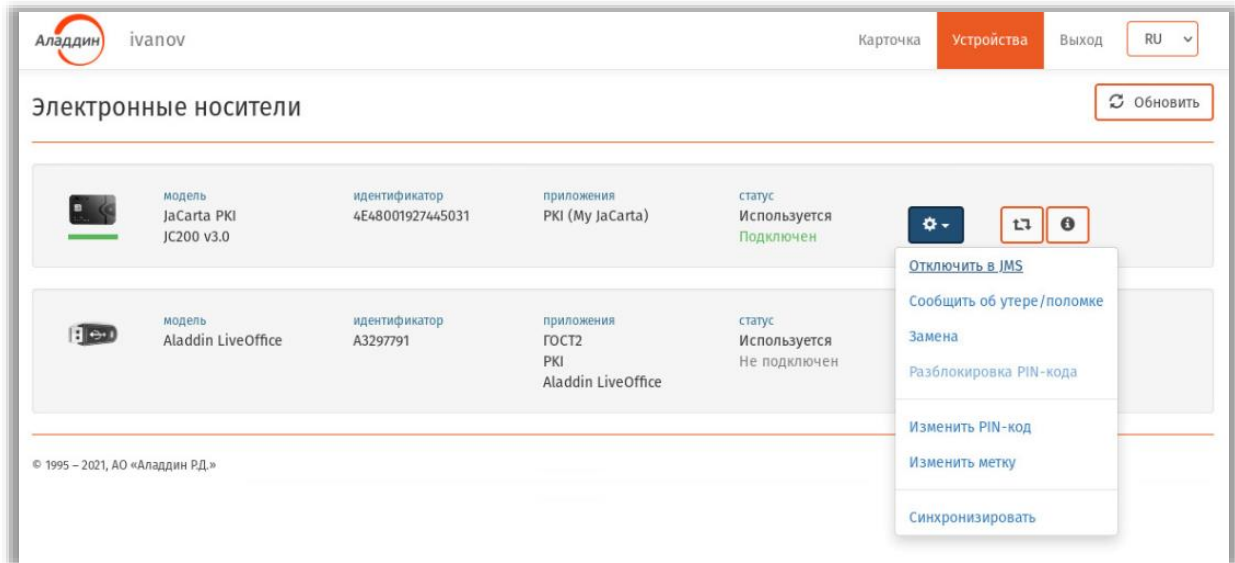 Аладдин ivanov Карточка Устройства Выход RU
Электронные носители Обновить
модель идентификатор приложения статус
JaCarta PKI 4E48001927445031 PKI (My JaCarta) Используется
JC200 v3.0 Подключен
Отключить в JMS
Сообщить об утере/поломке
Замена
Разблокировка PIN-кода
Изменить PIN-код
Изменить метку
Синхронизировать
модель идентификатор приложения статус
Aladdin LiveOffice A3297791 ГОСТ2 Используется
PKI Не подключен
Aladdin LiveOffice
© 1995 – 2021, АО «Аладдин Р.Д.»